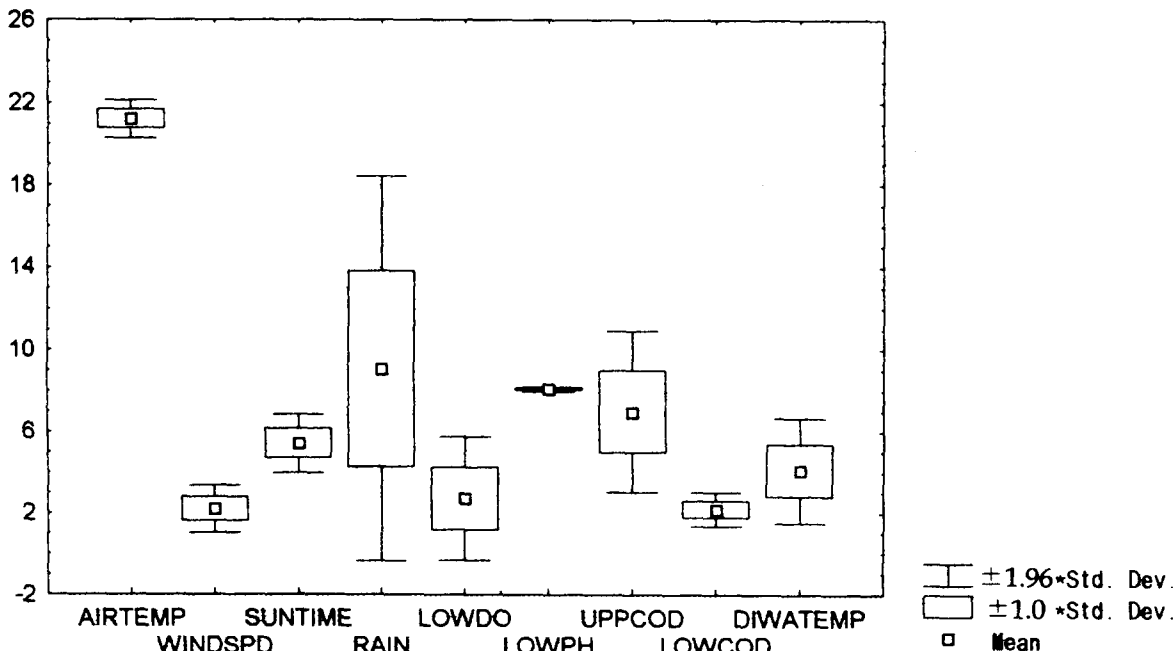 26
22
18
14
10
6
2
-2
AIRTEMP SUNTIME LOWDO UPPCOD DIWATEMP
WINDSPD RAIN LOWPH LOWCOD
±1.96*Std. Dev.
±1.0 *Std. Dev.
Mean